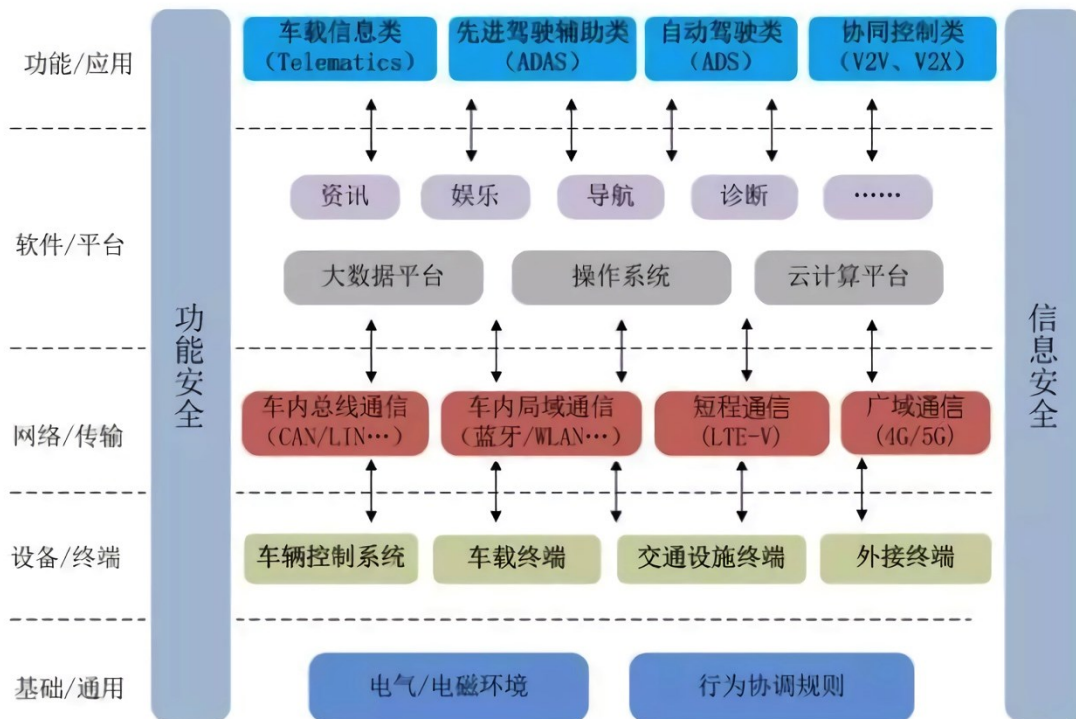 功能/应用
车载信息类
(Telematics)
先进驾驶辅助类
(ADAS)
自动驾驶类
(ADS)
协同控制类
(V2V、V2X)
软件/平台
资讯
娱乐
导航
诊断
……
大数据平台
操作系统
云计算平台
功能安全
信息安全
网络/传输
车内总线通信
(CAN/LIN…)
车内局域通信
(蓝牙/WLAN…)
短程通信
(LTE-V)
广域通信
(4G/5G)
设备/终端
车辆控制系统
车载终端
交通设施终端
外接终端
基础/通用
电气/电磁环境
行为协调规则